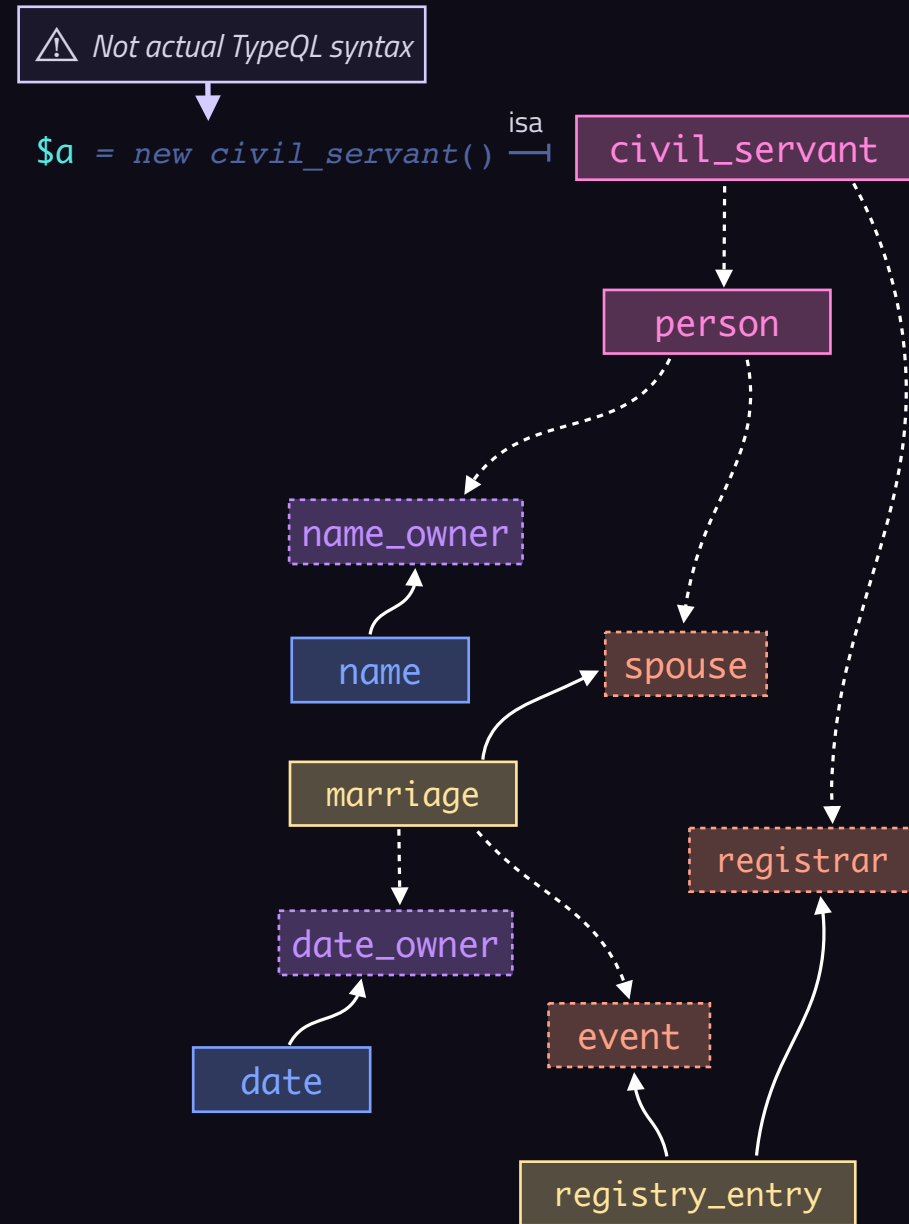 ⚠ Not actual TypeQL syntax
isa
$a = new civil_servant()
civil_servant
person
name_owner
name
spouse
marriage
registrar
date_owner
event
date
registry_entry